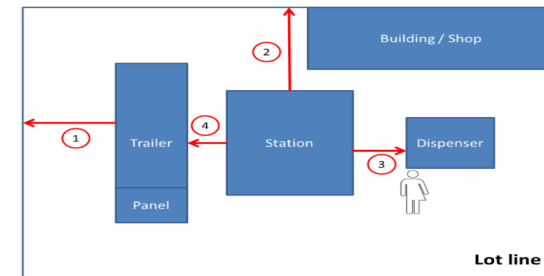 Building / Shop
2
4
1
Trailer
Station
Dispenser
3
Panel
Lot line